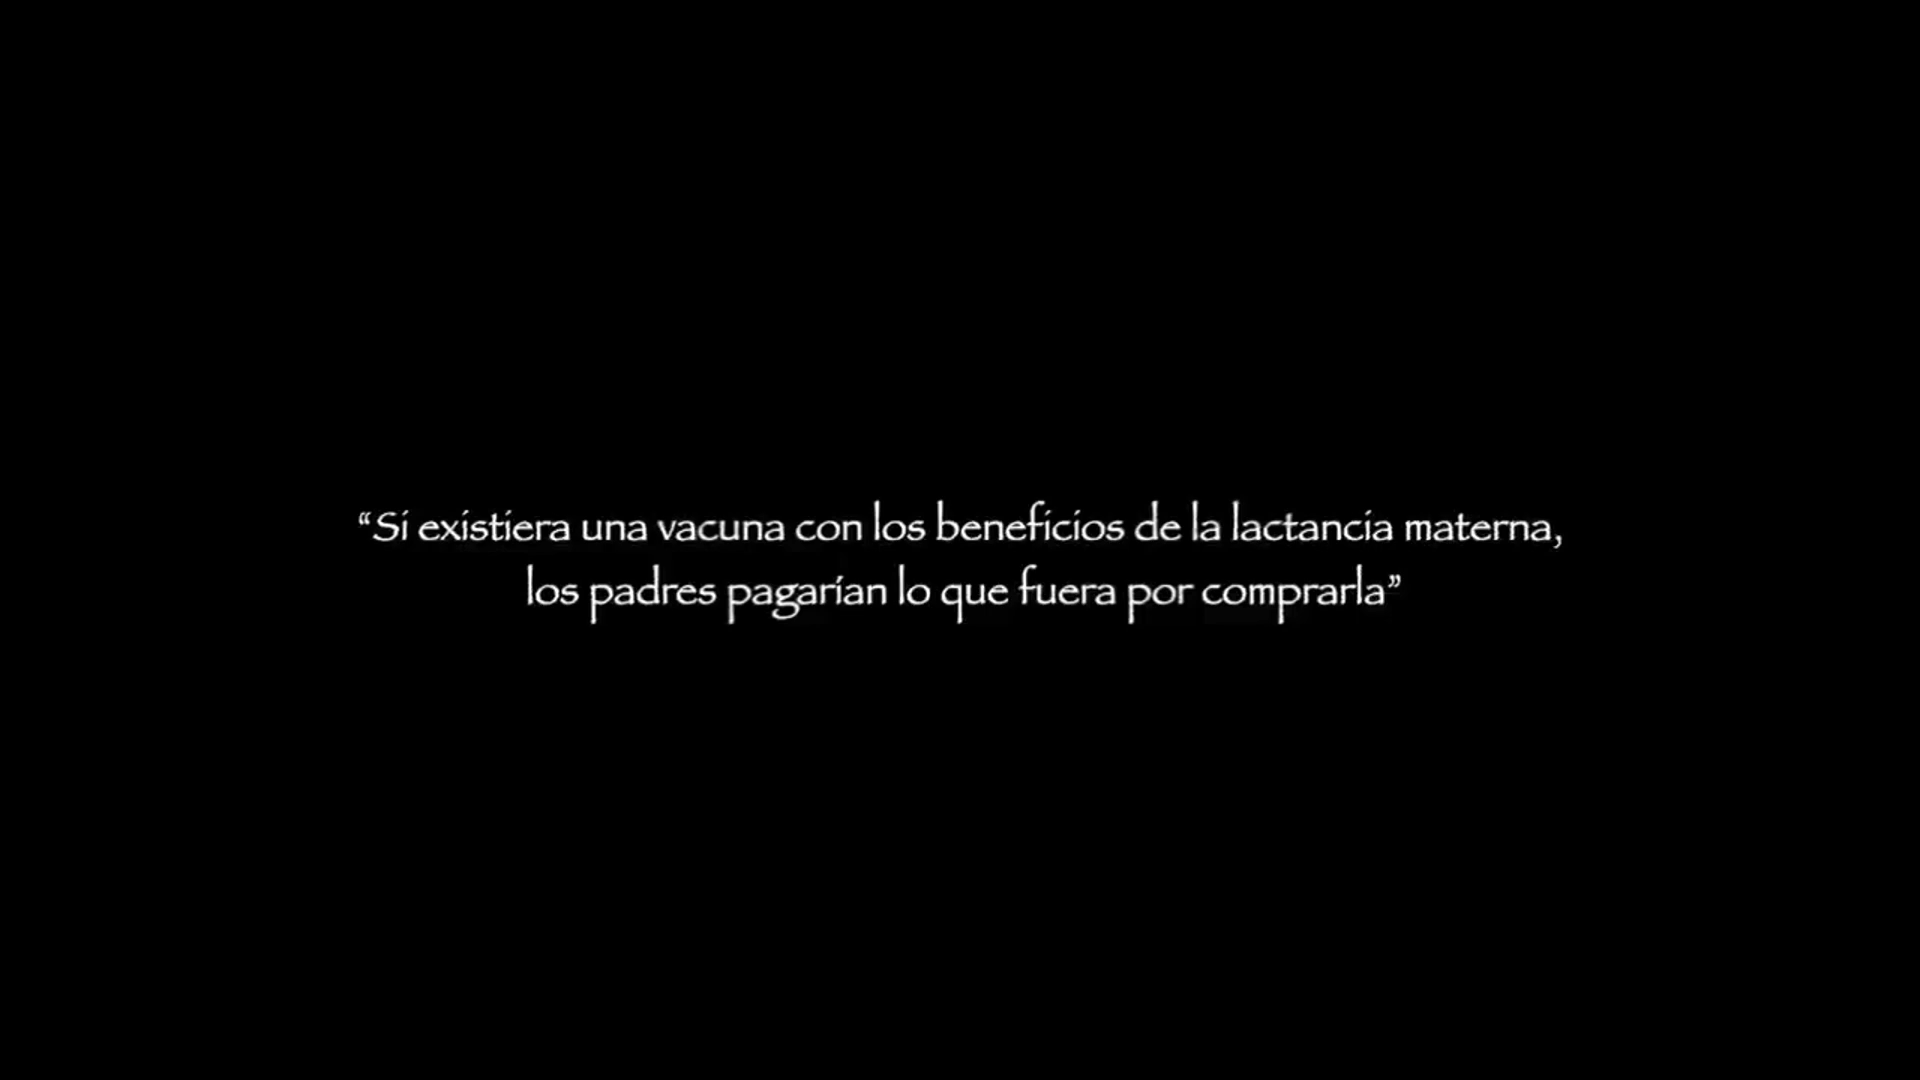 “Si existiera una vacuna con los beneficios de la lactancia materna,
los padres pagarían lo que fuera por comprarla”